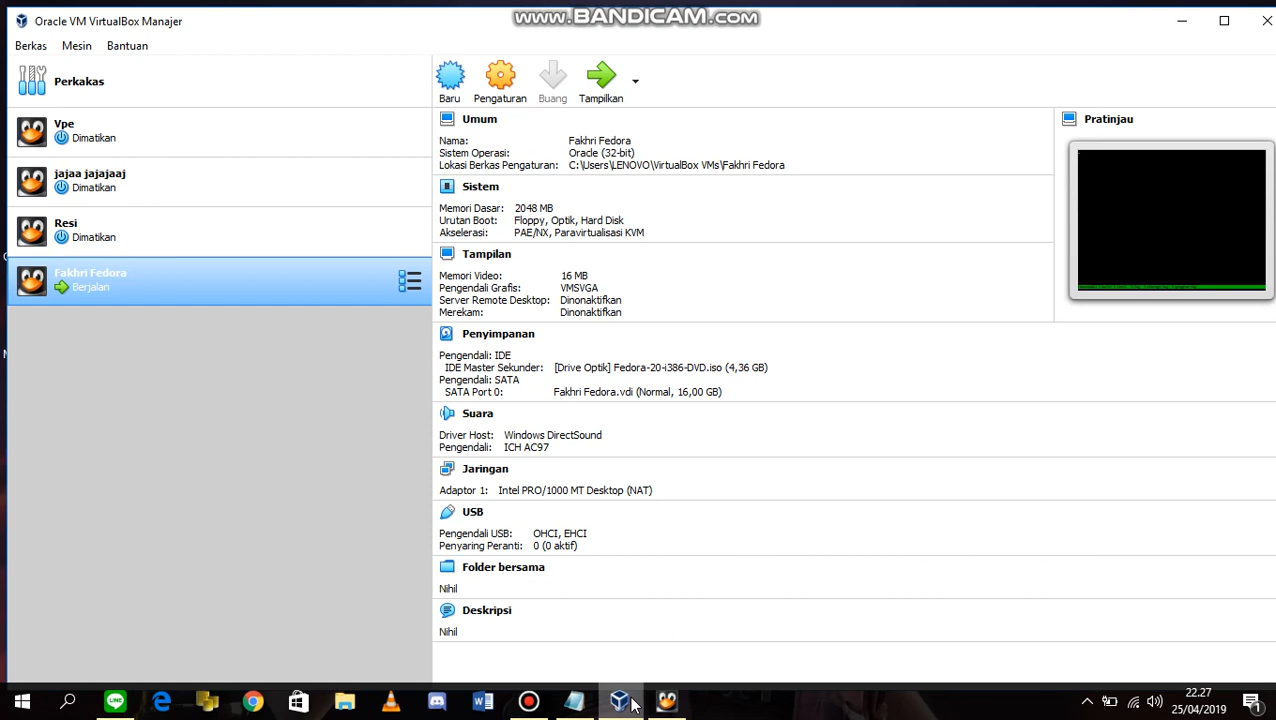 Oracle VM VirtualBox Manajer
www.BANDICAM.com
Berkas Mesin Bantuan
Perkakas
Vpe
Dimatikan
jajaa jajajaaj
Dimatikan
Resi
Dimatikan
Fakhri Fedora
Berjalan
Baru Pengaturan Buang Tampilkan
Umum
Nama: Fakhri Fedora
Sistem Operasi: Oracle (32-bit)
Lokasi Berkas Pengaturan: C:\Users\LENOVO\VirtualBox VMs\Fakhri Fedora
Sistem
Memori Dasar: 2048 MB
Urutan Boot: Floppy, Optik, Hard Disk
Akselerasi: PAE/NX, Paravirtualisasi KVM
Tampilan
Memori Video: 16 MB
Pengendali Grafis: VMSVGA
Server Remote Desktop: Dinonaktifkan
Merekam: Dinonaktifkan
Penyimpanan
Pengendali: IDE
IDE Master Sekunder: [Drive Optik] Fedora-20-i386-DVD.iso (4,36 GB)
Pengendali: SATA
SATA Port 0: Fakhri Fedora.vdi (Normal, 16,00 GB)
Suara
Driver Host: Windows DirectSound
Pengendali: ICH AC97
Jaringan
Adaptor 1: Intel PRO/1000 MT Desktop (NAT)
USB
Pengendali USB: OHCI, EHCI
Penyaring Peranti: 0 (0 aktif)
Folder bersama
Nihil
Deskripsi
Nihil
Pratinjau
LINE
22.27
25/04/2019
1